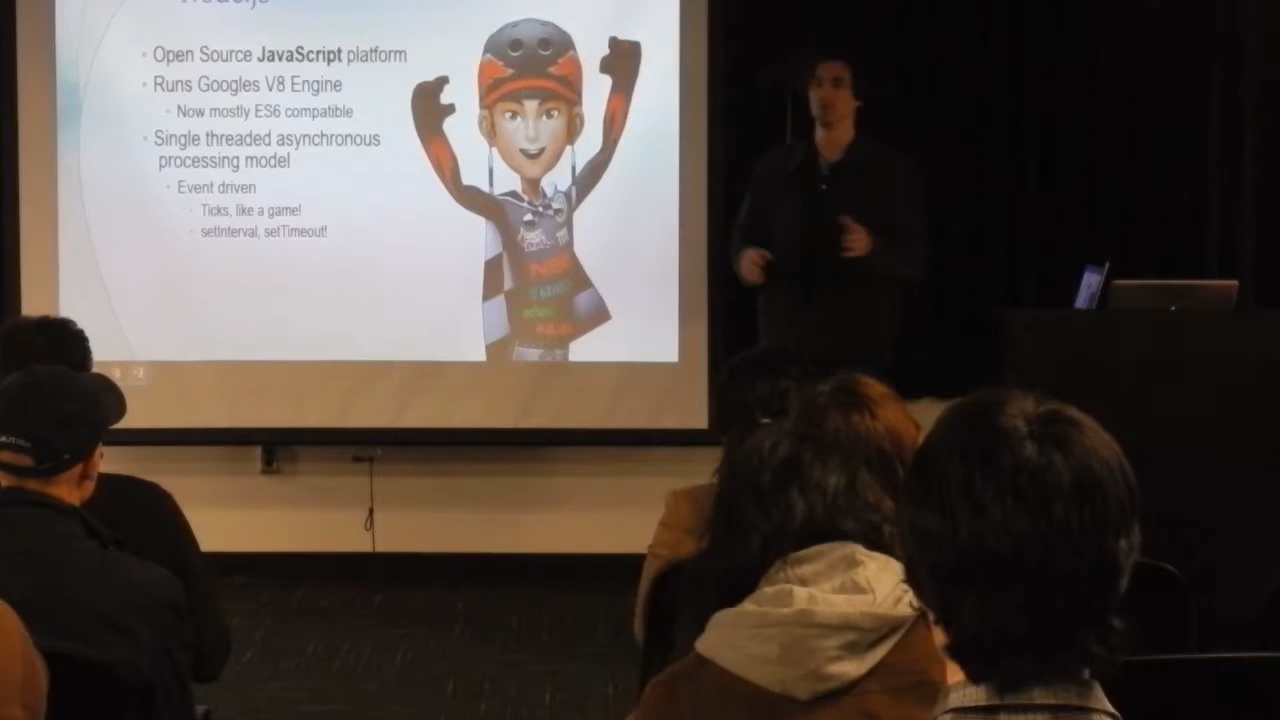 Open Source JavaScript platform
Runs Googles V8 Engine
Now mostly ES6 compatible
Single threaded asynchronous
processing model
Event driven
Ticks, like a game!
setInterval, setTimeout!